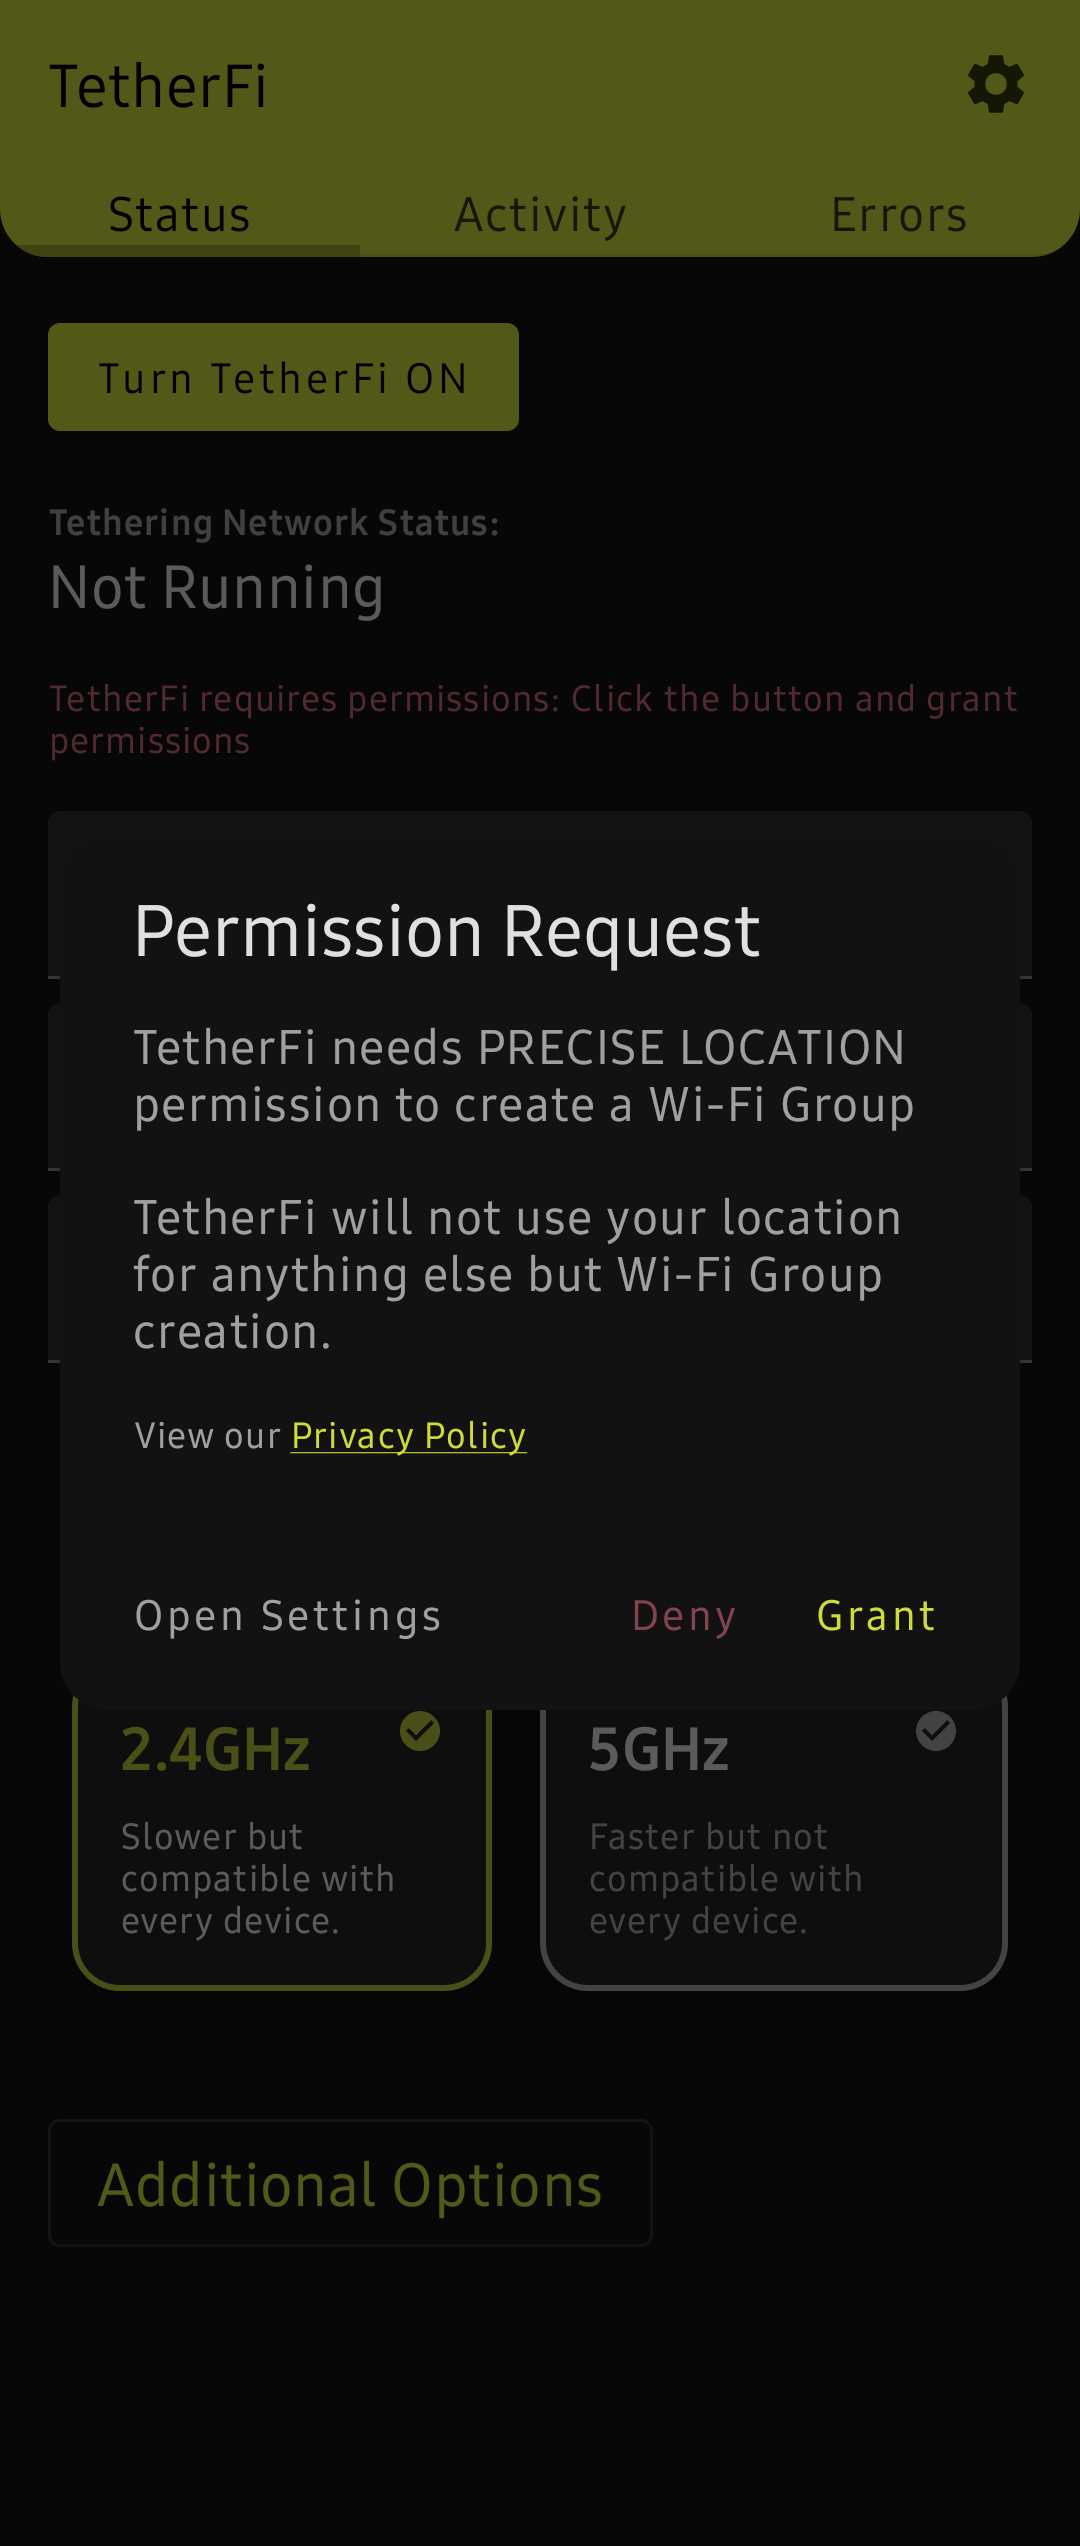 TetherFi
Status
Activity
Errors
Turn TetherFi ON
Tethering Network Status:
Not Running
TetherFi requires permissions: Click the button and grant
permissions
Permission Request
TetherFi needs PRECISE LOCATION
permission to create a Wi-Fi Group
TetherFi will not use your location
for anything else but Wi-Fi Group
creation.
View our Privacy Policy
Open Settings
Deny
Grant
2.4GHz
Slower but
compatible with
every device.
5GHz
Faster but not
compatible with
every device.
Additional Options